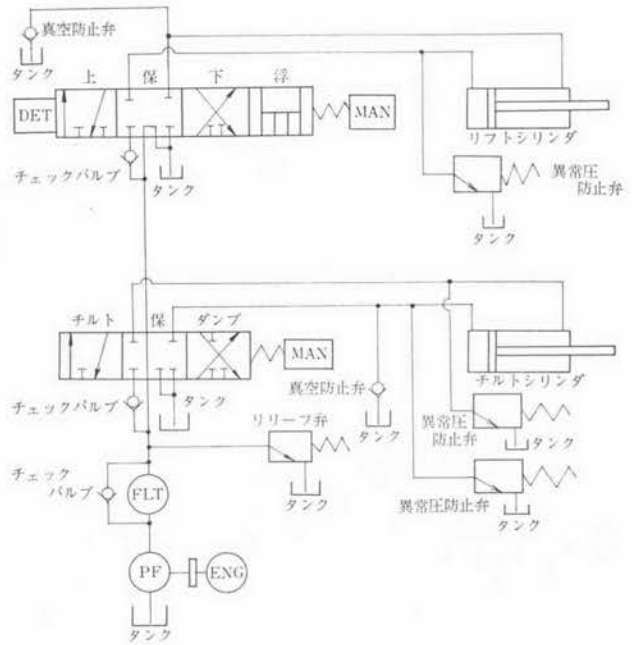 真空防止弁
タンク
上 保 下 浮
DET
MAN
リフトシリンダ
チェックバルブ
タンク
異常圧
防止弁
タンク
チルト 保 ダンプ
MAN
チルトシリンダ
チェックバルブ
タンク
真空防止弁
タンク
リリーフ弁
タンク
異常圧
防止弁
タンク
異常圧防止弁
タンク
チェック
バルブ
FLT
PF
ENG
タンク